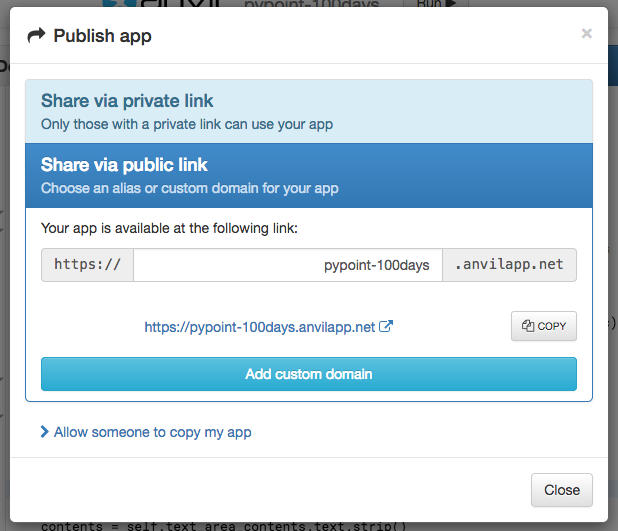 pypoint-100days
Run
Publish app
×
Share via private link
Only those with a private link can use your app
Share via public link
Choose an alias or custom domain for your app
Your app is available at the following link:
https:// pypoint-100days .anvilapp.net
https://pypoint-100days.anvilapp.net
COPY
Add custom domain
Allow someone to copy my app
Close
contents = self.text_area_contents.text.strip()